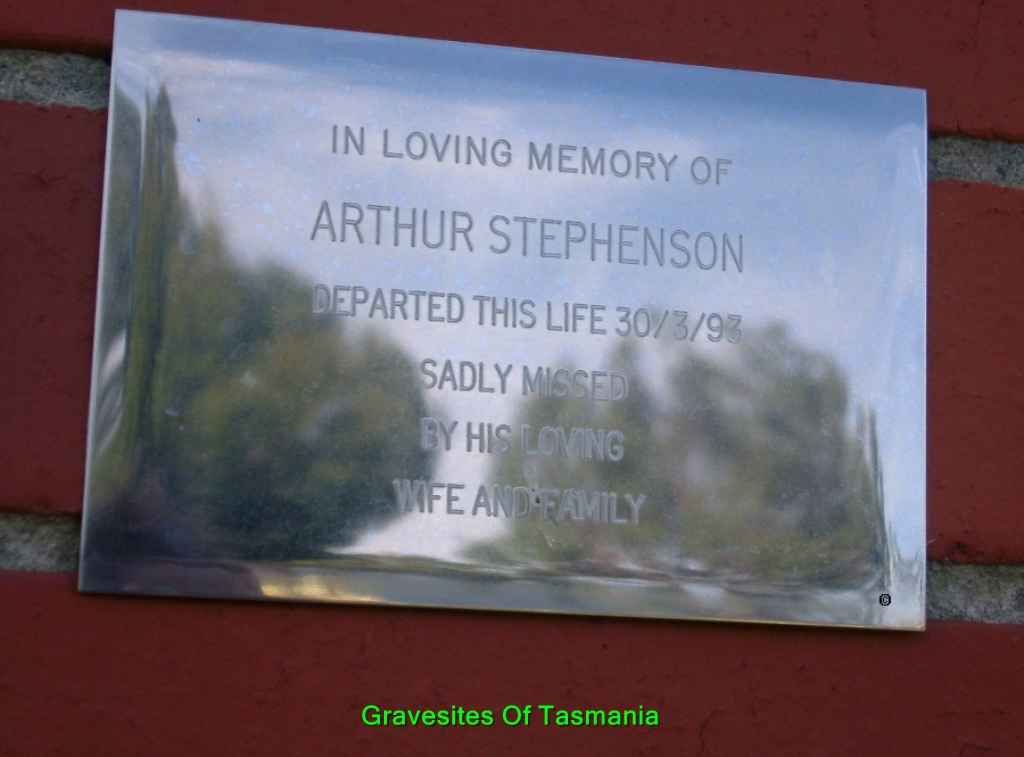 IN LOVING MEMORY OF
ARTHUR STEPHENSON
DEPARTED THIS LIFE 30/3/93
SADLY MISSED
BY HIS LOVING
WIFE AND FAMILY
©
Gravesites Of Tasmania